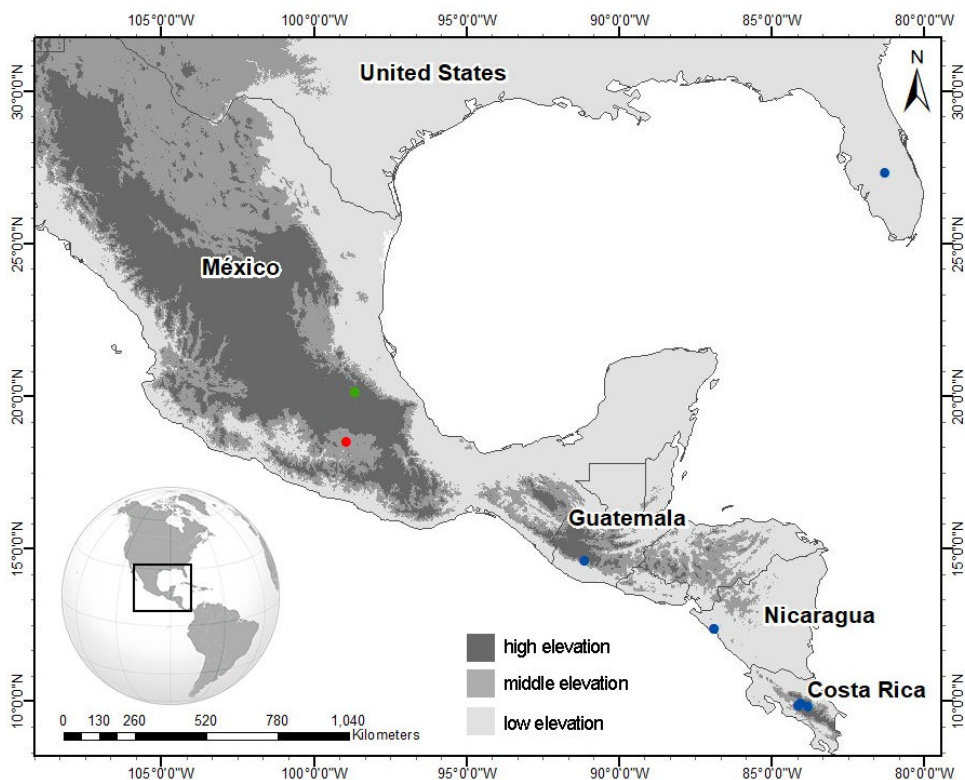 105°0'0"W 100°0'0"W 95°0'0"W 90°0'0"W 85°0'0"W 80°0'0"W
United States
N
30°0'0"N 30°0'0"N
México
25°0'0"N 25°0'0"N
20°0'0"N 20°0'0"N
Guatemala
15°0'0"N 15°0'0"N
Nicaragua
high elevation
middle elevation
low elevation
Costa Rica
10°0'0"N 10°0'0"N
0 130 260 520 780 1,040
Kilometers
105°0'0"W 100°0'0"W 95°0'0"W 90°0'0"W 85°0'0"W 80°0'0"W